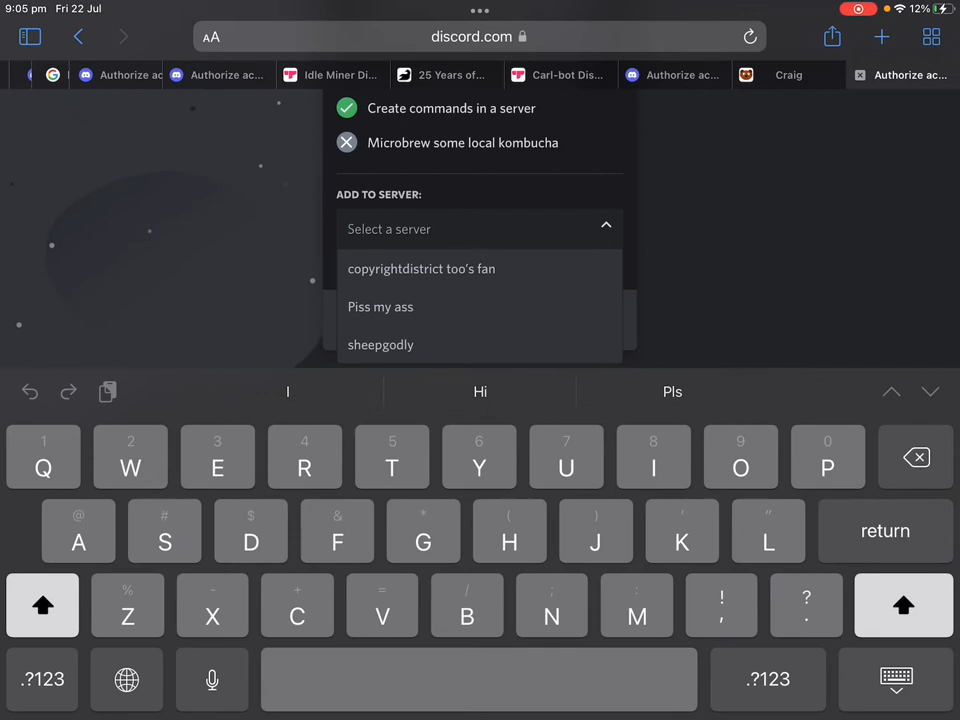 9:05 pm Fri 22 Jul
12%
AA
discord.com
Authorize ac
Authorize ac...
Idle Miner Di...
25 Years of...
Carl-bot Dis...
Authorize ac...
Craig
Authorize ac...
Create commands in a server
Microbrew some local kombucha
ADD TO SERVER:
Select a server
copyrightdistrict too's fan
Piss my ass
sheepgodly
I Hi Pls
1 2 3 4 5 6 7 8 9 0
Q W E R T Y U I O P
@ # $ & * ( ) ' "
A S D F G H J K L return
% - + = / ; : ! ?
Z X C V B N M , .
.?123 .?123